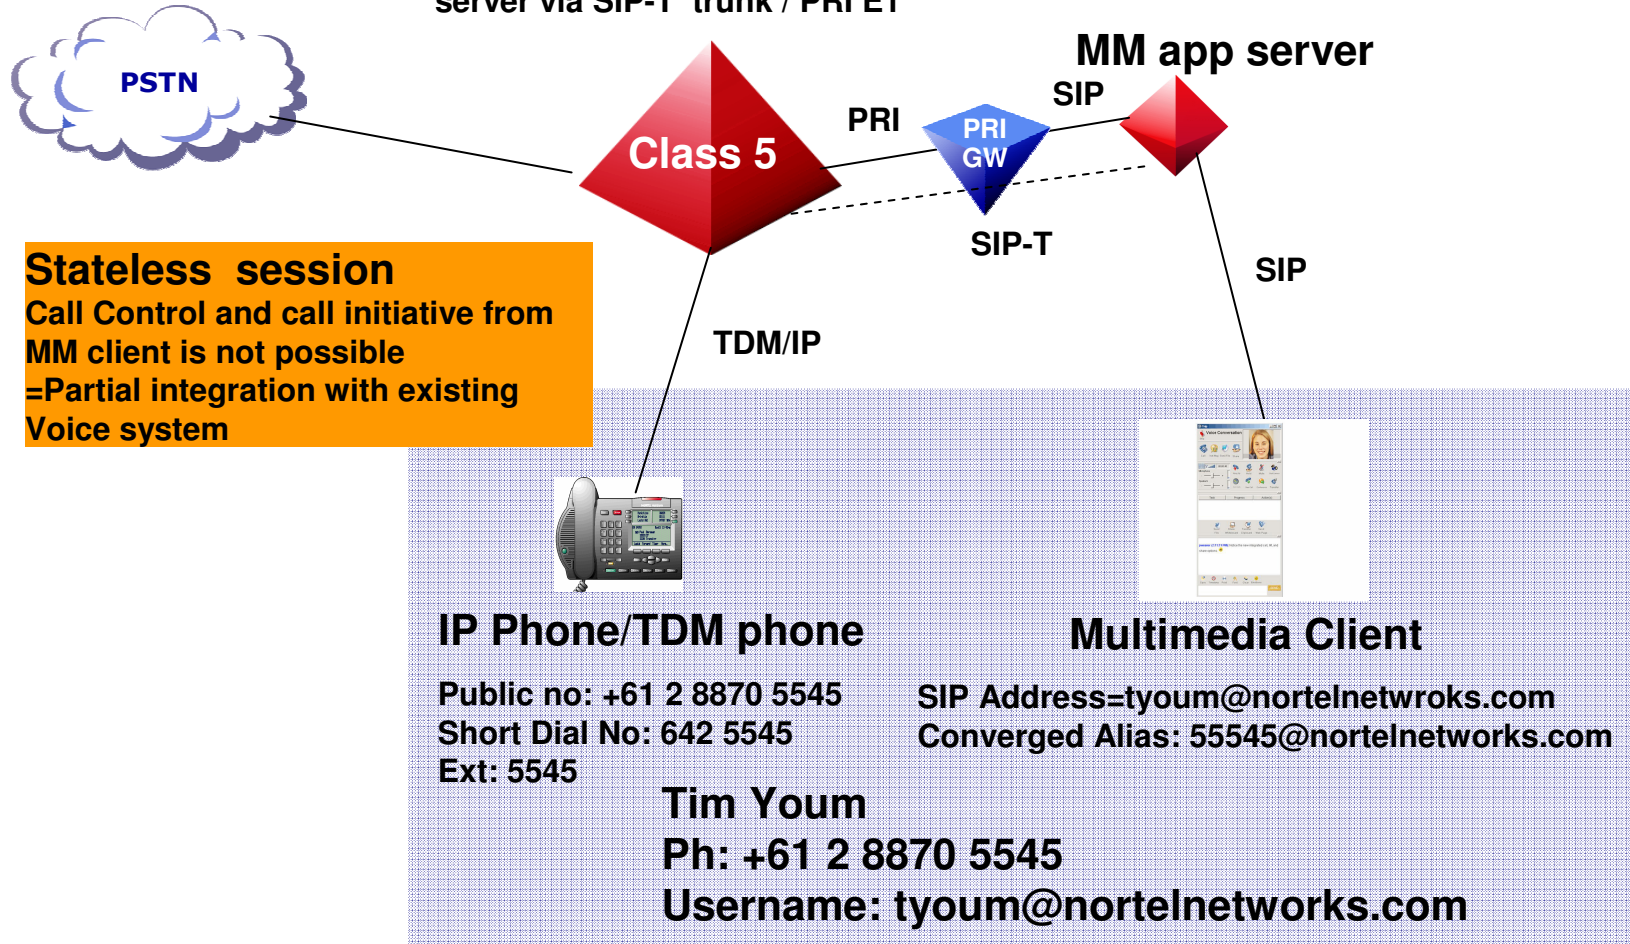 server via SIP-T trunk / PRI E1
MM app server
PSTN
SIP
PRI
PRI
GW
Class 5
SIP-T
SIP
Stateless session
Call Control and call initiative from
MM client is not possible
=Partial integration with existing
Voice system
TDM/IP
Voice Conversation
IP Phone/TDM phone
Multimedia Client
Public no: +61 2 8870 5545
Short Dial No: 642 5545
Ext: 5545
SIP Address=tyoum@nortelnetwroks.com
Converged Alias: 55545@nortelnetworks.com
Tim Youm
Ph: +61 2 8870 5545
Username: tyoum@nortelnetworks.com